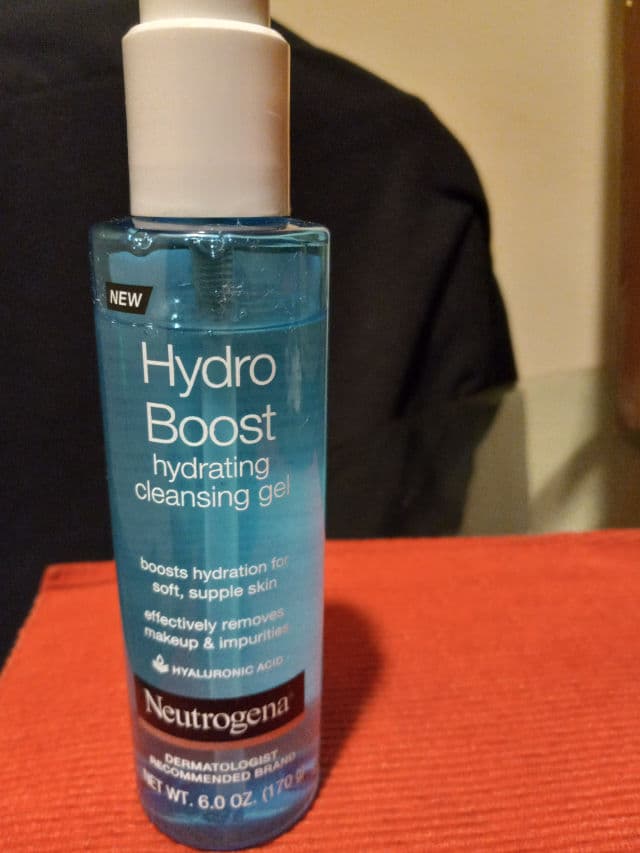 NEW
Hydro
Boost
hydrating
cleansing gel
boosts hydration for
soft, supple skin
effectively removes
makeup & impurities
HYALURONIC ACID
Neutrogena
DERMATOLOGIST
RECOMMENDED BRAND
NET WT. 6.0 OZ. (170 g)